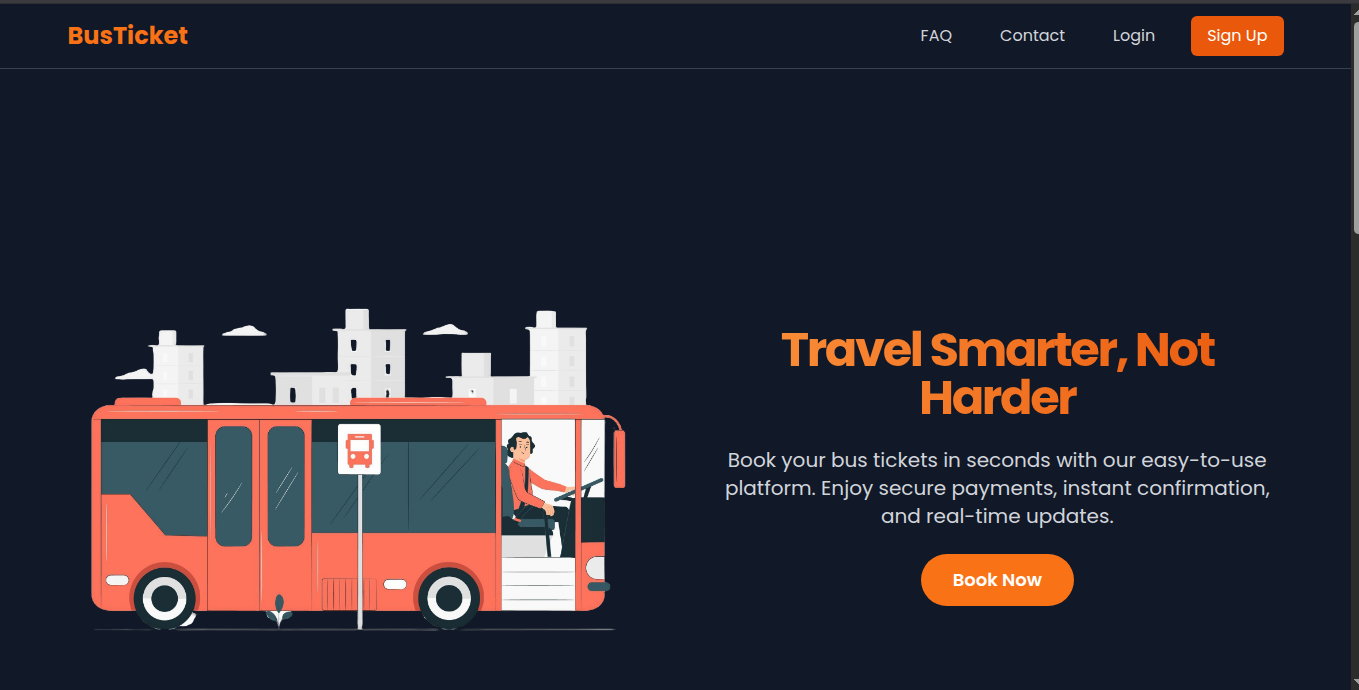 BusTicket
FAQ
Contact
Login
Sign Up
Travel Smarter, Not
Harder
Book your bus tickets in seconds with our easy-to-use
platform. Enjoy secure payments, instant confirmation,
and real-time updates.
Book Now